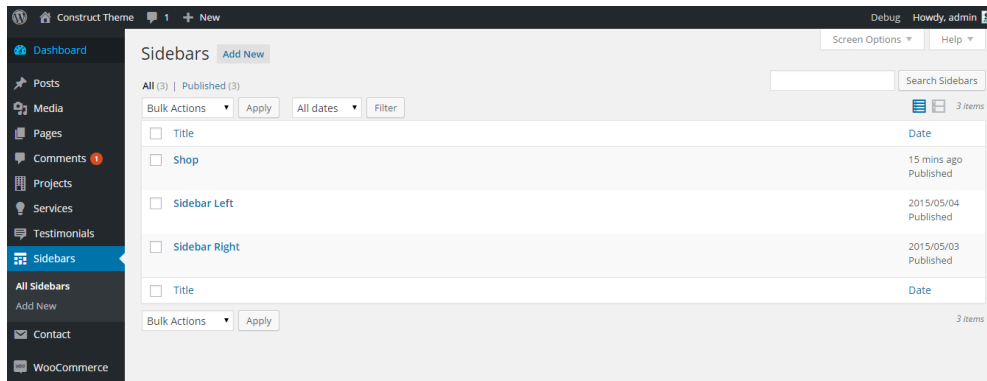 Construct Theme 1 + New Debug Howdy, admin
Dashboard
Posts
Media
Pages
Comments 1
Projects
Services
Testimonials
Sidebars
All Sidebars
Add New
Contact
WooCommerce
Screen Options ▼ Help ▼
Sidebars Add New
All (3) | Published (3) Search Sidebars
Bulk Actions ▼ Apply All dates ▼ Filter 3 items
Title Date
Shop 15 mins ago
Published
Sidebar Left 2015/05/04
Published
Sidebar Right 2015/05/03
Published
Title Date
Bulk Actions ▼ Apply 3 items